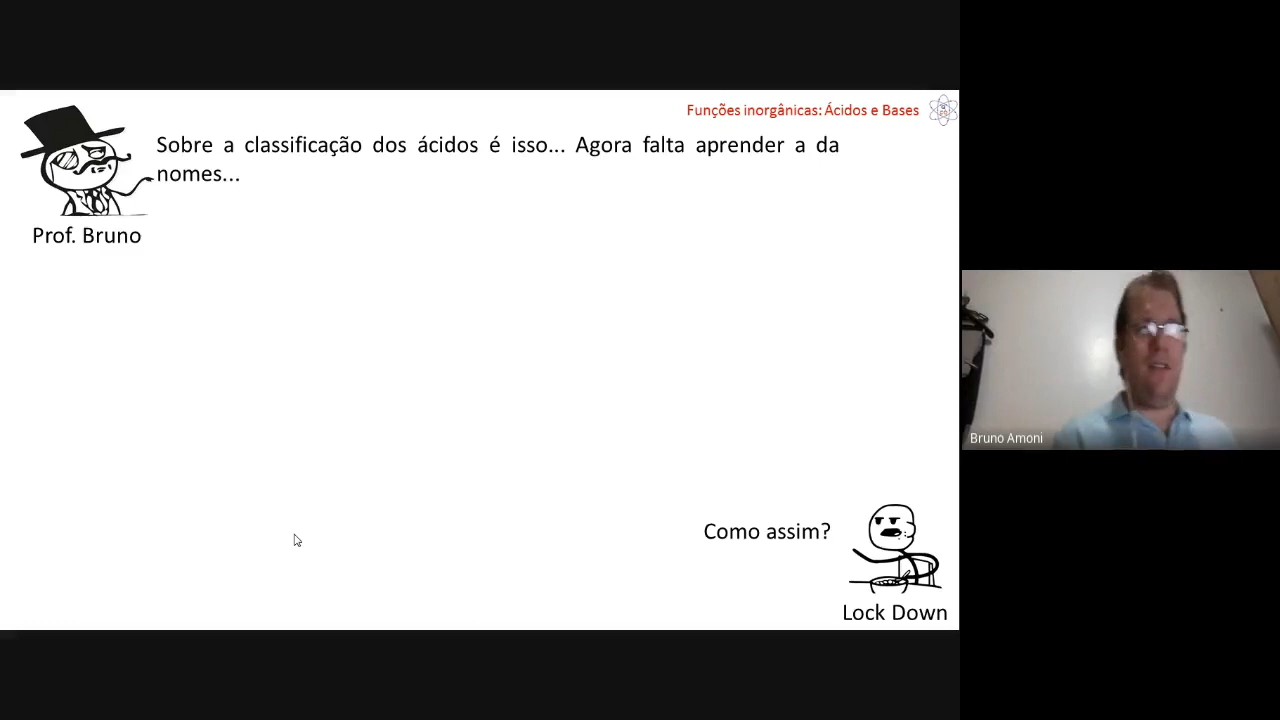 Funções inorgânicas: Ácidos e Bases
Sobre a classificação dos ácidos é isso... Agora falta aprender a da
nomes...
Prof. Bruno
Bruno Amoni
Como assim?
Lock Down